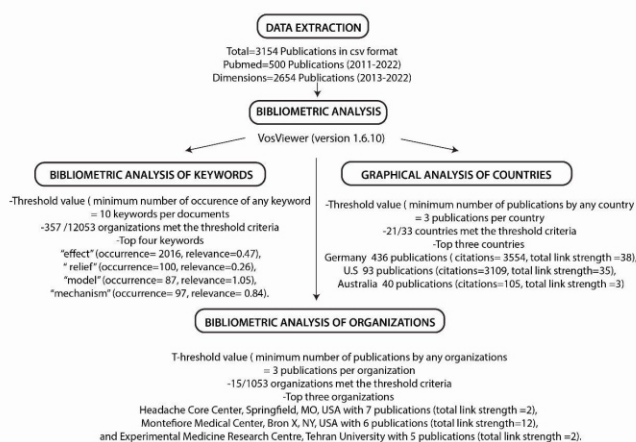 DATA EXTRACTION
Total=3154 Publications in csv format
Pubmed=500 Publications (2011-2022)
Dimensions=2654 Publications (2013-2022)
BIBLIOMETRIC ANALYSIS
VosViewer (version 1.6.10)
BIBLIOMETRIC ANALYSIS OF KEYWORDS
-Threshold value ( minimum number of occurence of any keyword
= 10 keywords per documents
-357 /12053 organizations met the threshold criteria
-Top four keywords
"effect" (occurrence= 2016, relevance=0.47),
" relief" (occurrence=100, relevance=0.26),
"model" (occurrence= 87, relevance=1.05),
"mechanism" (occurrence= 97, relevance= 0.84).
GRAPHICAL ANALYSIS OF COUNTRIES
-Threshold value ( minimum number of publications by any country
= 3 publications per country
-21/33 countries met the threshold criteria
-Top three countries
Germany 436 publications ( citations= 3554, total link strength =38),
U.S 93 publications (citations=3109, total link strength=35),
Australia 40 publications (citations=105, total link strength =3)
BIBLIOMETRIC ANALYSIS OF ORGANIZATIONS
T-hreshold value ( minimum number of publications by any organizations
= 3 publications per organization
-15/1053 organizations met the threshold criteria
-Top three organizations
Headache Core Center, Springfield, MO, USA with 7 publications (total link strength =2),
Montefiore Medical Center, Bron X, NY, USA with 6 publications (total link strength=12),
and Experimental Medicine Research Centre, Tehran University with 5 publications (total link strength =2).